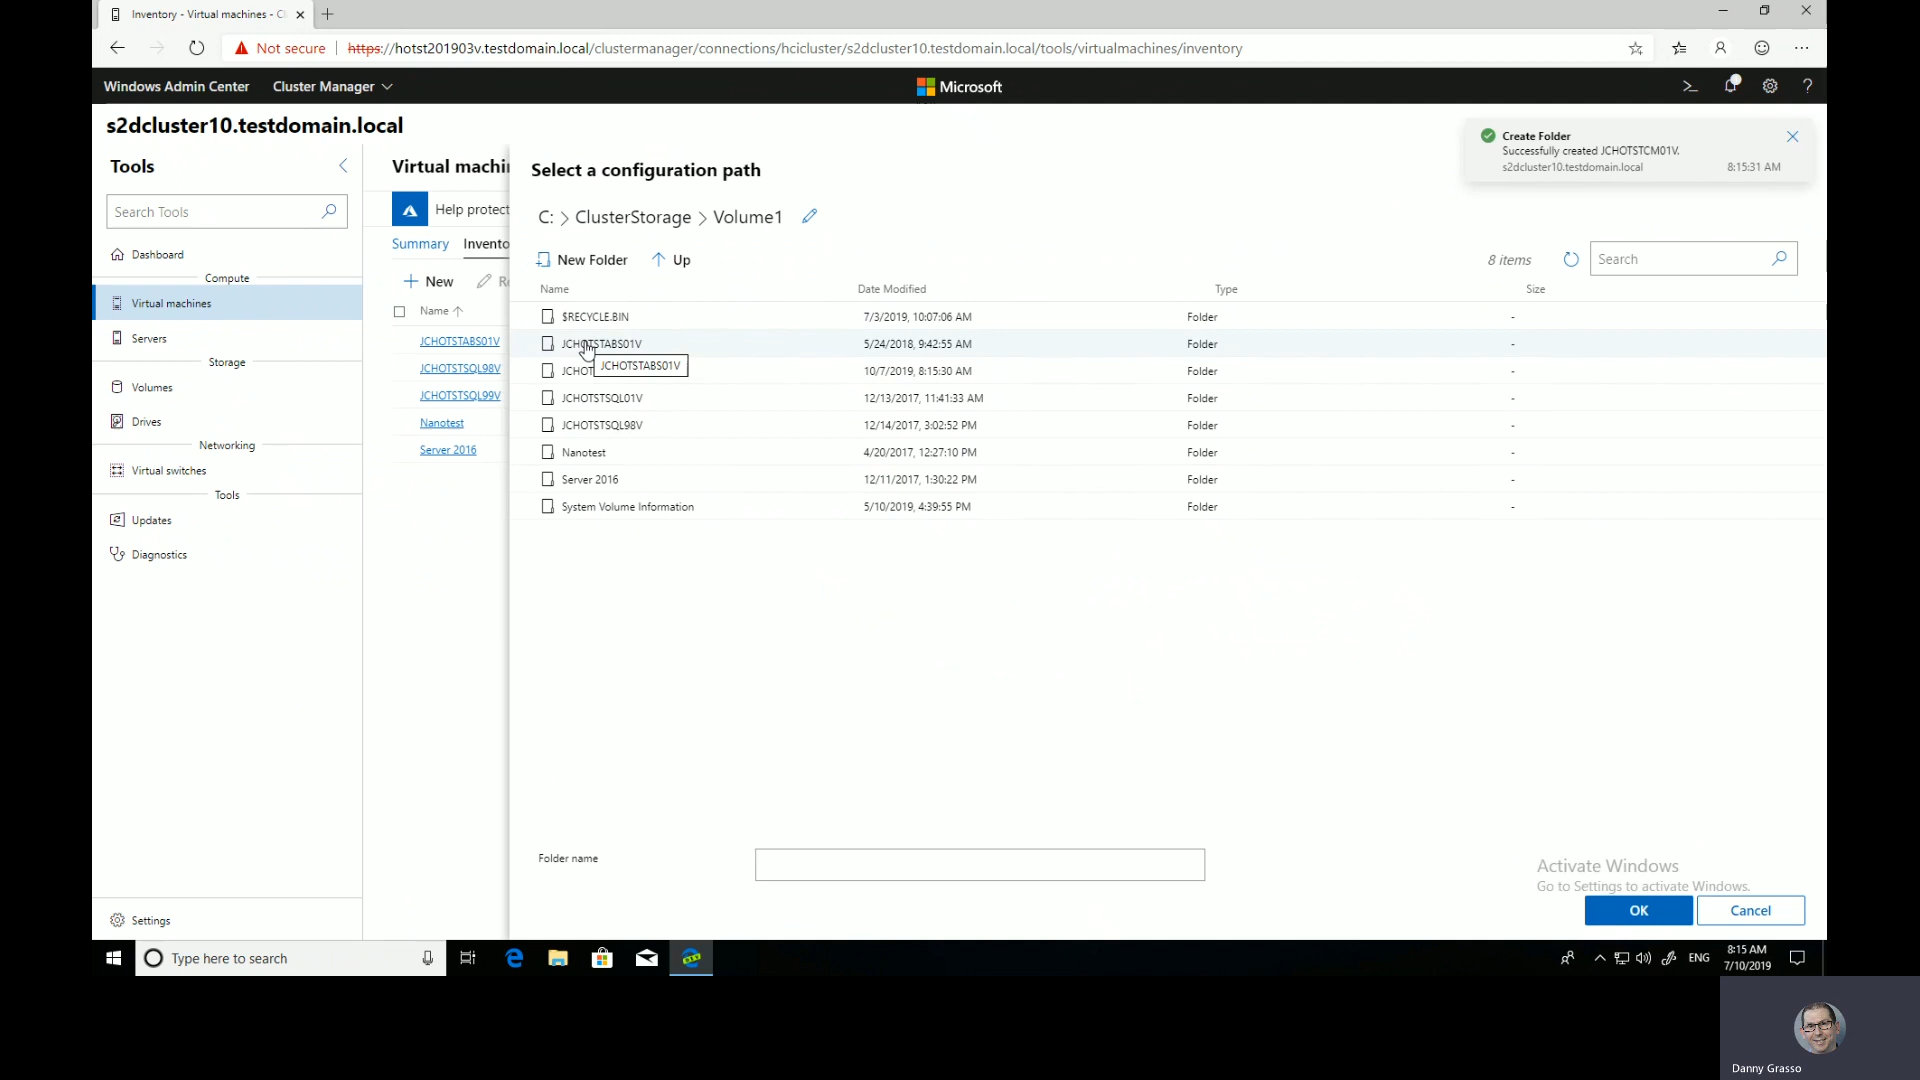 Inventory - Virtual machines - Cl
Not secure
https://hotst201903v.testdomain.local/clustermanager/connections/hcicluster/s2dcluster10.testdomain.local/tools/virtualmachines/inventory
Windows Admin Center
Cluster Manager
Microsoft
s2dcluster10.testdomain.local
Create Folder
Successfully created JCHOTSTCM01V.
s2dcluster10.testdomain.local
8:15:31 AM
Tools
Search Tools
Dashboard
Compute
Virtual machines
Servers
Storage
Volumes
Drives
Networking
Virtual switches
Tools
Updates
Diagnostics
Settings
Virtual machi
Help protect
Summary Invento
New
Name
JCHOTSTABS01V
JCHOTSTSQL98V
JCHOTSTSQL99V
Nanotest
Server 2016
Select a configuration path
C: > ClusterStorage > Volume1
New Folder Up
8 items
Search
Name Date Modified Type Size
$RECYCLE.BIN 7/3/2019, 10:07:06 AM Folder -
JCHOTSTABS01V 5/24/2018, 9:42:55 AM Folder -
JCHOTSTABS01V
JCHOT 10/7/2019, 8:15:30 AM Folder -
JCHOTSTSQL01V 12/13/2017, 11:41:33 AM Folder -
JCHOTSTSQL98V 12/14/2017, 3:02:52 PM Folder -
Nanotest 4/20/2017, 12:27:10 PM Folder -
Server 2016 12/11/2017, 1:30:22 PM Folder -
System Volume Information 5/10/2019, 4:39:55 PM Folder -
Folder name
Activate Windows
Go to Settings to activate Windows.
OK
Cancel
Type here to search
ENG
8:15 AM
7/10/2019
Danny Grasso